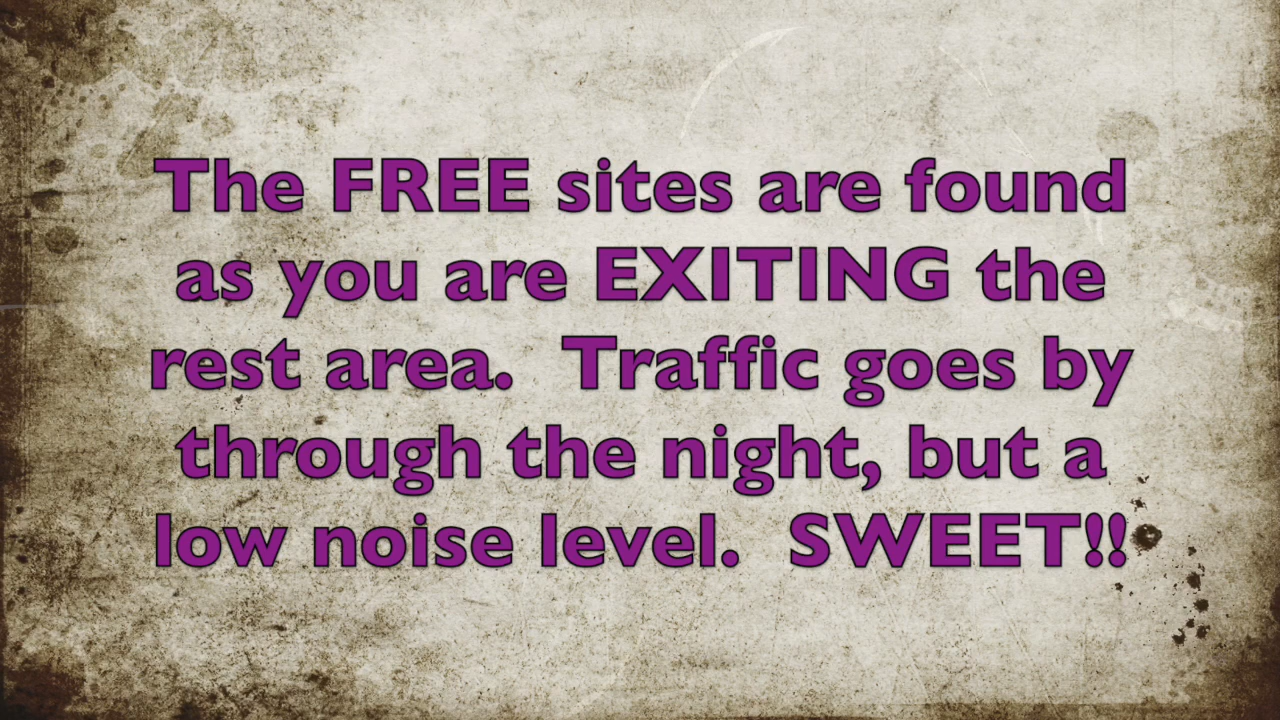 The FREE sites are found
as you are EXITING the
rest area.  Traffic goes by
through the night, but a
low noise level.  SWEET!!